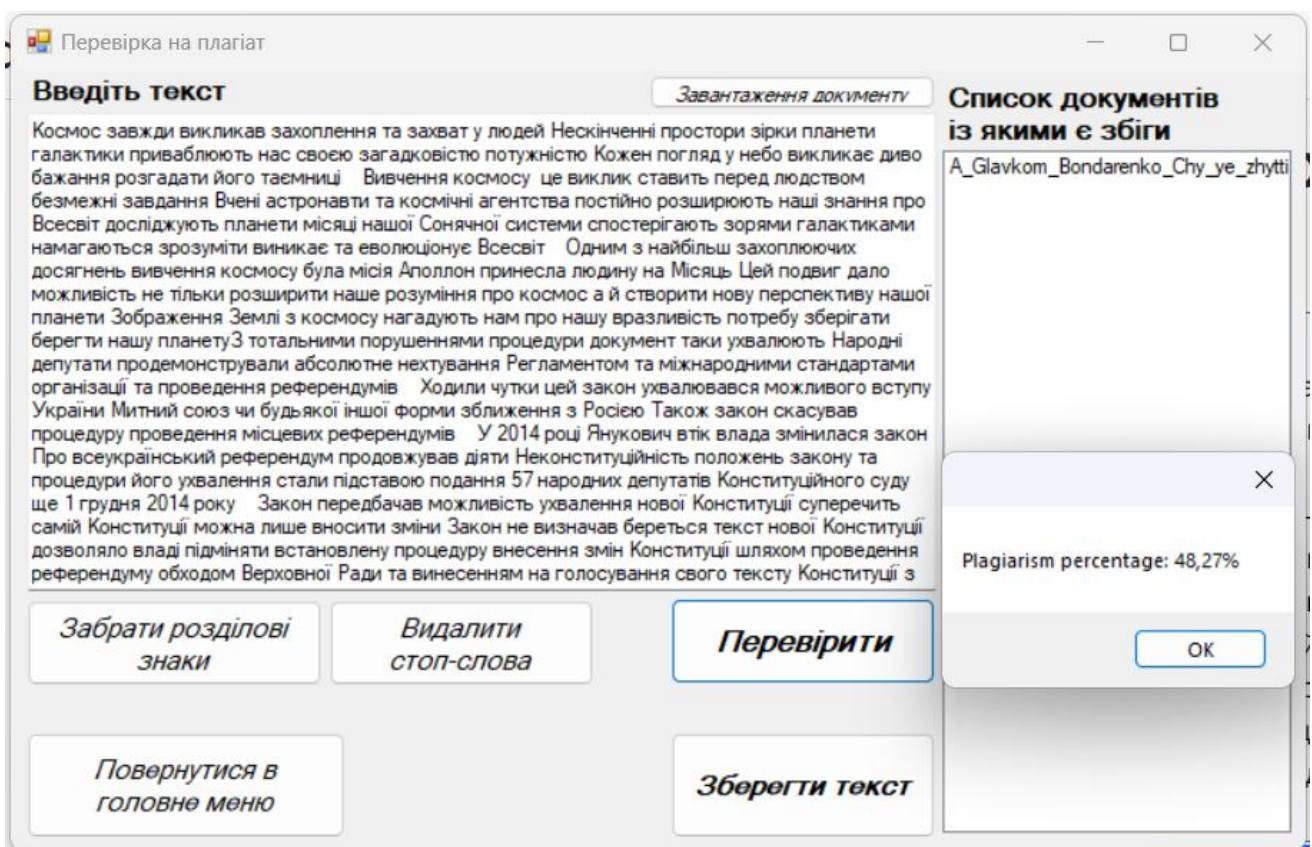 Перевірка на плагіат
Введіть текст
Завантаження документу
Космос завжди викликав захоплення та захват у людей Нескінченні простори зірки планети
галактики приваблюють нас своєю загадковістю потужністю Кожен погляд у небо викликає диво
бажання розгадати його таємниці Вивчення космосу це виклик ставить перед людством
безмежні завдання Вчені астронавти та космічні агентства постійно розширюють наші знання про
Всесвіт досліджують планети місяці нашої Сонячної системи спостерігають зорями галактиками
намагаються зрозуміти виникає та еволюціонує Всесвіт Одним з найбільш захоплюючих
досягнень вивчення космосу була місія Аполлон принесла людину на Місяць Цей подвиг дало
можливість не тільки розширити наше розуміння про космос а й створити нову перспективу нашої
планети Зображення Землі з космосу нагадують нам про нашу вразливість потребу зберігати
берегти нашу планетуЗ тотальними порушеннями процедури документ таки ухвалюють Народні
депутати продемонстрували абсолютне нехтування Регламентом та міжнародними стандартами
організації та проведення референдумів Ходили чутки цей закон ухвалювався можливого вступу
України Митний союз чи будьякої іншої форми зближення з Росією Також закон скасував
процедуру проведення місцевих референдумів У 2014 році Янукович втік влада змінилася закон
Про всеукраїнський референдум продовжував діяти Неконституційність положень закону та
процедури його ухвалення стали підставою подання 57 народних депутатів Конституційного суду
ще 1 грудня 2014 року Закон передбачав можливість ухвалення нової Конституції суперечить
самій Конституції можна лише вносити зміни Закон не визначав береться текст нової Конституції
дозволяло владі підміняти встановлену процедуру внесення змін Конституції шляхом проведення
референдуму обходом Верховної Ради та винесенням на голосування свого тексту Конституції з
Список документів
із якими є збіги
A_Glavkom_Bondarenko_Chy_ye_zhytti
Plagiarism percentage: 48,27%
OK
Забрати розділові
знаки
Видалити
стоп-слова
Перевірити
Повернутися в
головне меню
Зберегти текст